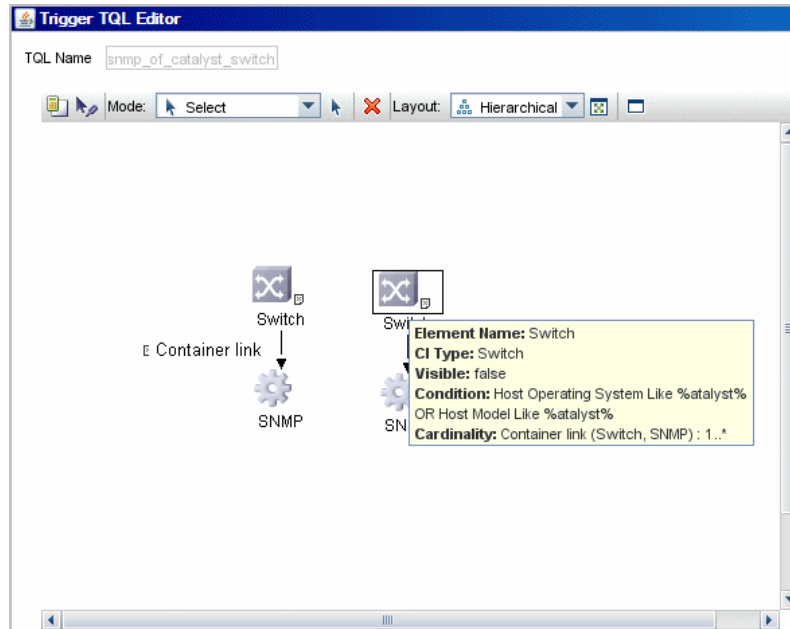 Trigger TQL Editor
TQL Name snmp_of_catalyst_switch
Mode: Select Layout: Hierarchical
Switch
Swi
Container link
SNMP
SN
Element Name: Switch
CI Type: Switch
Visible: false
Condition: Host Operating System Like %atalyst%
OR Host Model Like %atalyst%
Cardinality: Container link (Switch, SNMP) : 1..*